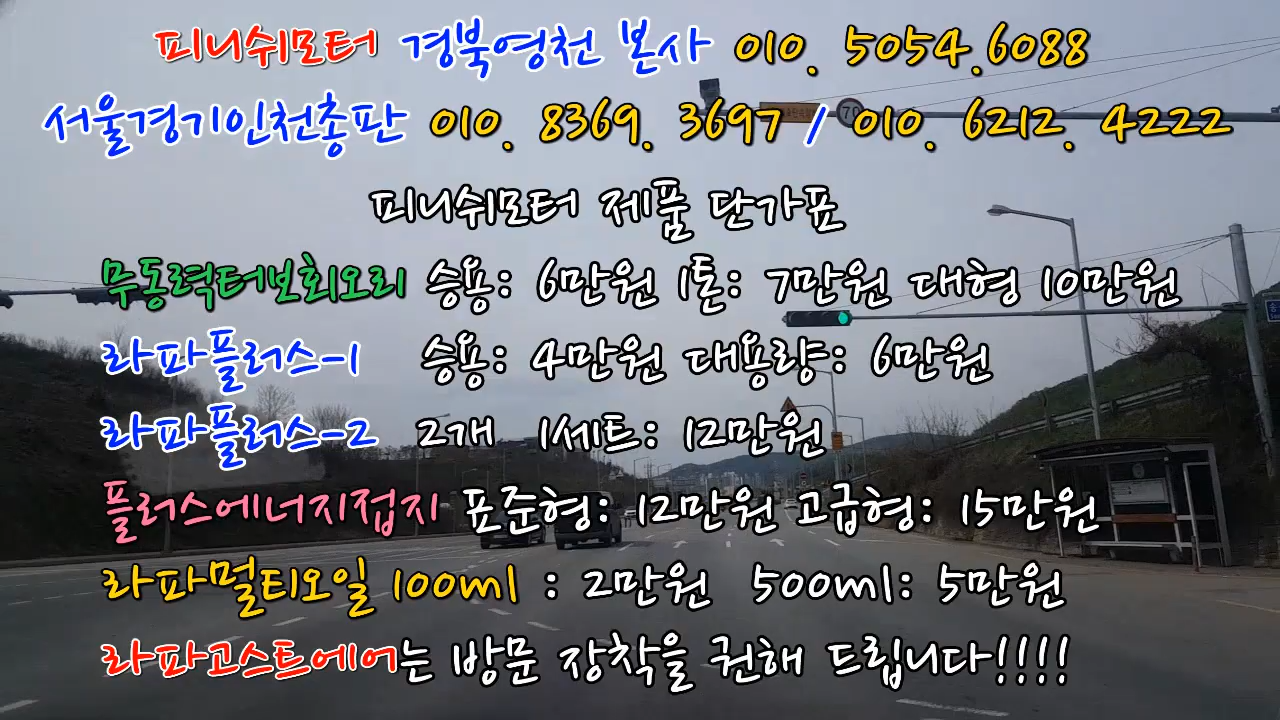 피니쉬모터 경북영천 본사 010. 5054.6088
서울경기인천총판 010. 8369. 3697 / 010. 6212. 4222
70
피니쉬모터 제품 단가표
무동력터보회오리 승용: 6만원 1톤: 7만원 대형 10만원
라파플러스-1 승용: 4만원 대용량: 6만원
라파플러스-2 2개 1세트: 12만원
플러스에너지접지 표준형: 12만원 고급형: 15만원
라파멀티오일 100ml : 2만원 500ml: 5만원
라파고스트에어는 방문 장착을 권해 드립니다!!!!